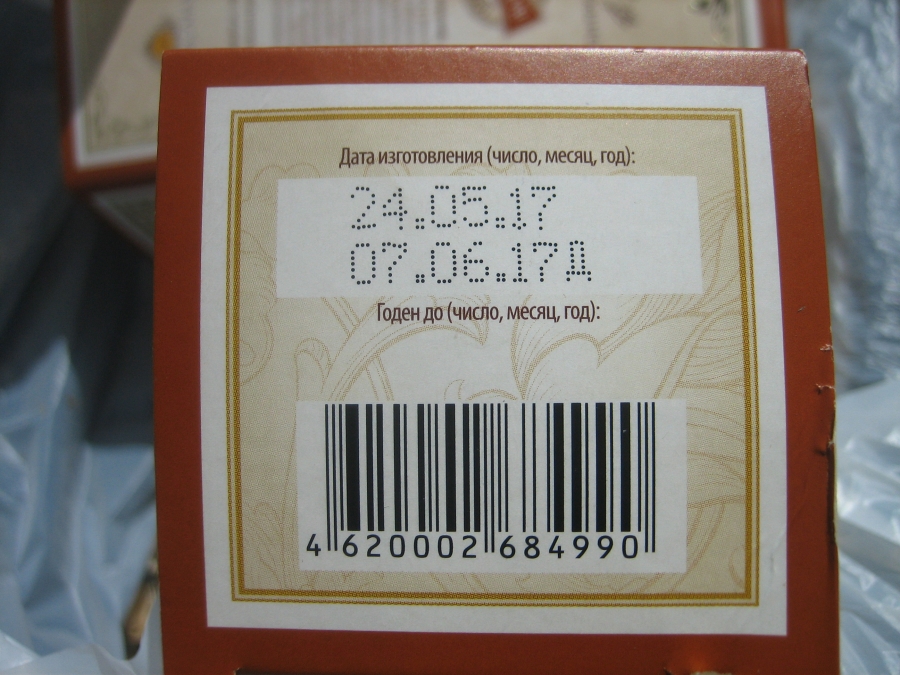 Дата изготовления (число, месяц, год):
24.05.17
07.06.17Д
Годен до (число, месяц, год):
4 620002 684990